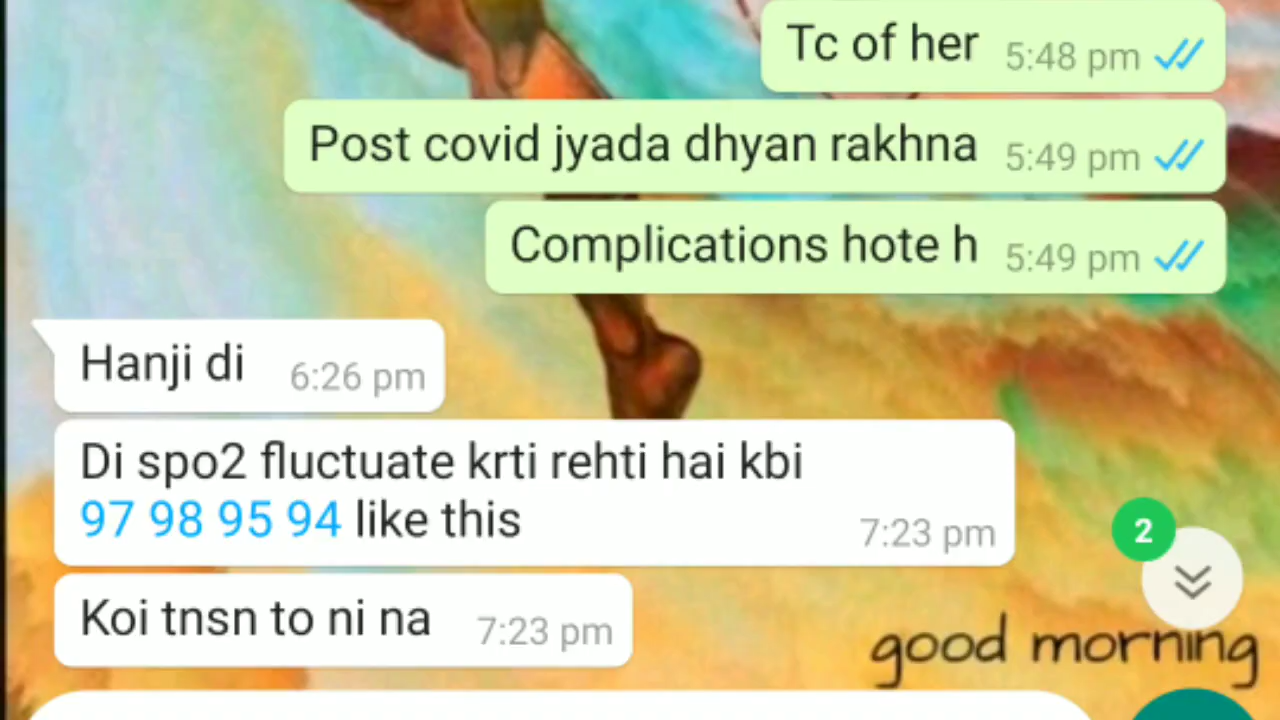 Tc of her 5:48 pm
Post covid jyada dhyan rakhna 5:49 pm
Complications hote h 5:49 pm
Hanji di 6:26 pm
Di spo2 fluctuate krti rehti hai kbi
97 98 95 94 like this 7:23 pm
2
Koi tnsn to ni na 7:23 pm
good morning